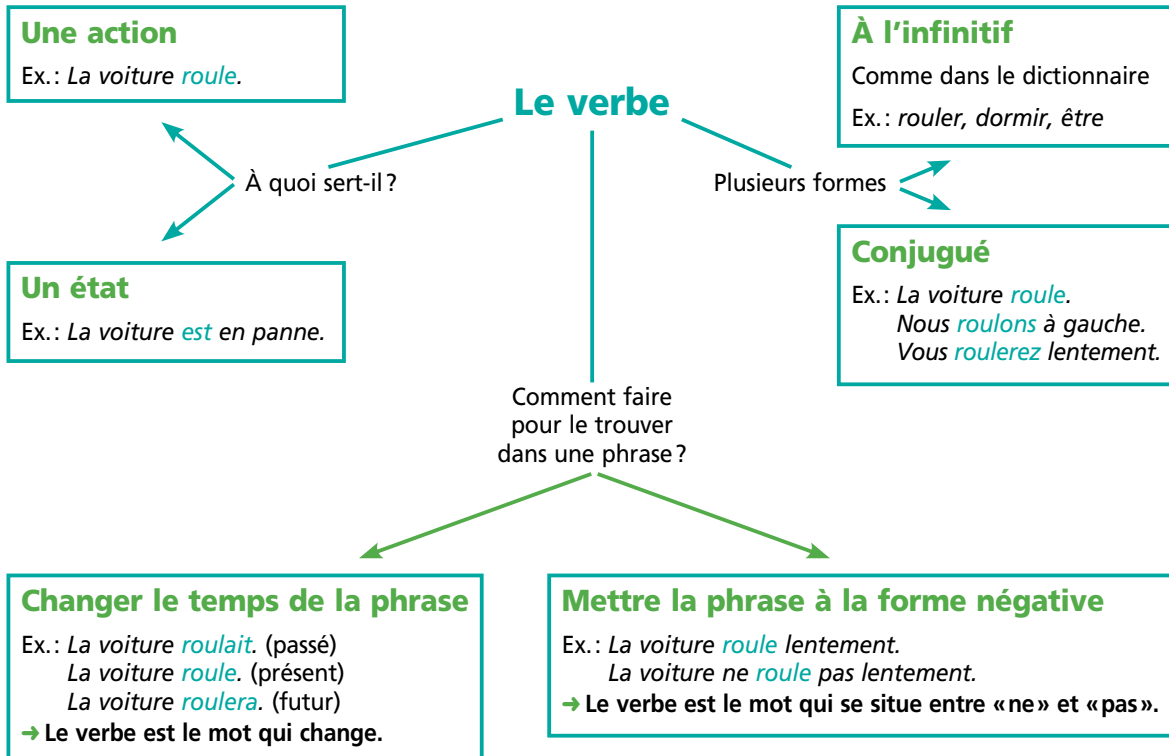 Le verbe
À quoi sert-il ?
Une action
Ex. : La voiture roule.
Un état
Ex. : La voiture est en panne.
Plusieurs formes
À l’infinitif
Comme dans le dictionnaire
Ex. : rouler, dormir, être
Conjugué
Ex. : La voiture roule.
Nous roulons à gauche.
Vous roulerez lentement.
Comment faire
pour le trouver
dans une phrase ?
Changer le temps de la phrase
Ex. : La voiture roulait. (passé)
La voiture roule. (présent)
La voiture roulera. (futur)
➜ Le verbe est le mot qui change.
Mettre la phrase à la forme négative
Ex. : La voiture roule lentement.
La voiture ne roule pas lentement.
➜ Le verbe est le mot qui se situe entre «ne» et «pas».